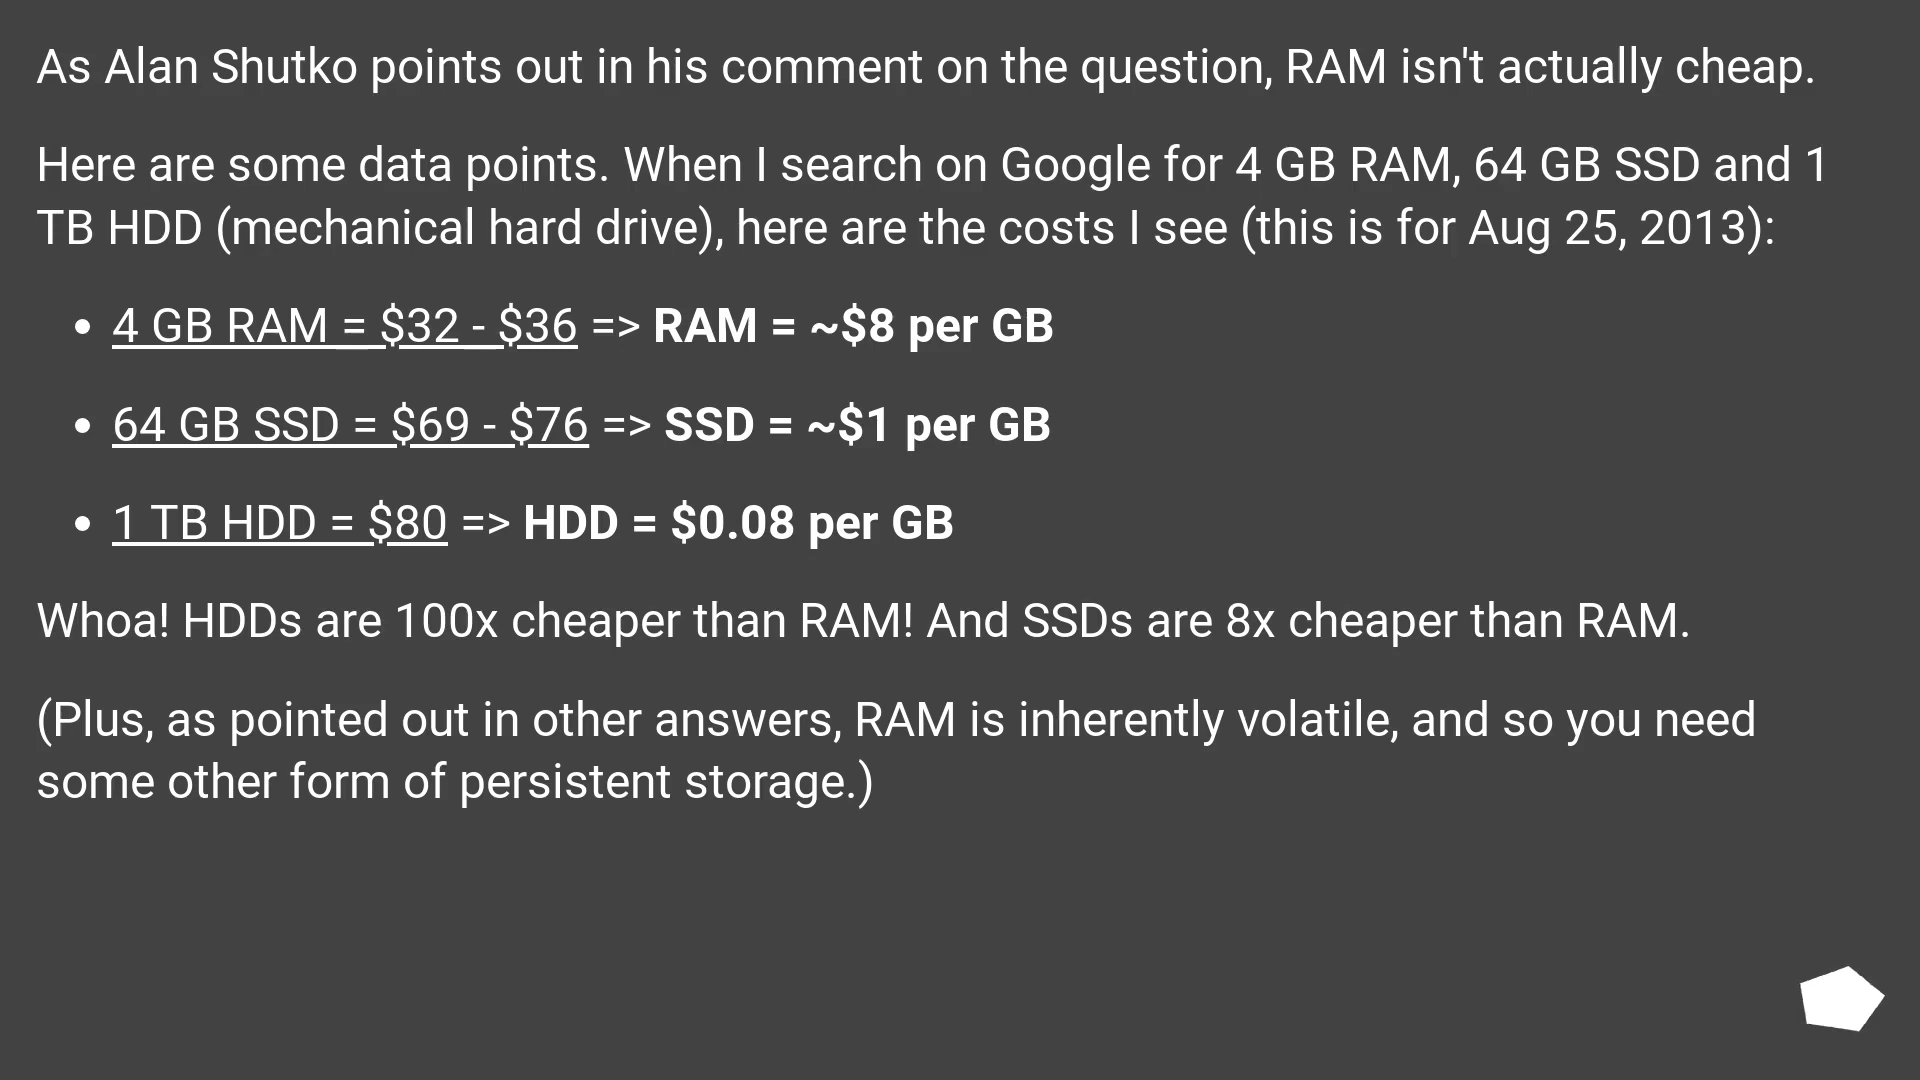 As Alan Shutko points out in his comment on the question, RAM isn't actually cheap.
Here are some data points. When I search on Google for 4 GB RAM, 64 GB SSD and 1
TB HDD (mechanical hard drive), here are the costs I see (this is for Aug 25, 2013):
• 4 GB RAM = $32 - $36 => RAM = ~$8 per GB
• 64 GB SSD = $69 - $76 => SSD = ~$1 per GB
• 1 TB HDD = $80 => HDD = $0.08 per GB
Whoa! HDDs are 100x cheaper than RAM! And SSDs are 8x cheaper than RAM.
(Plus, as pointed out in other answers, RAM is inherently volatile, and so you need
some other form of persistent storage.)